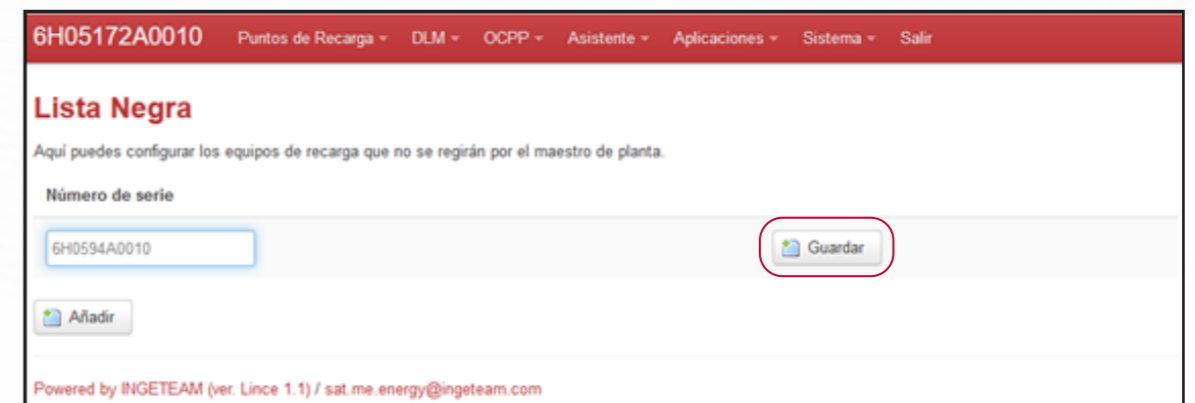 6H05172A0010 Puntos de Recarga DLM OCPP Asistente Aplicaciones Sistema Salir
Lista Negra
Aquí puedes configurar los equipos de recarga que no se regirán por el maestro de planta.
Número de serie
6H0594A0010 Guardar
Añadir
Powered by INGETEAM (ver. Lince 1.1) / sat.me.energy@ingeteam.com